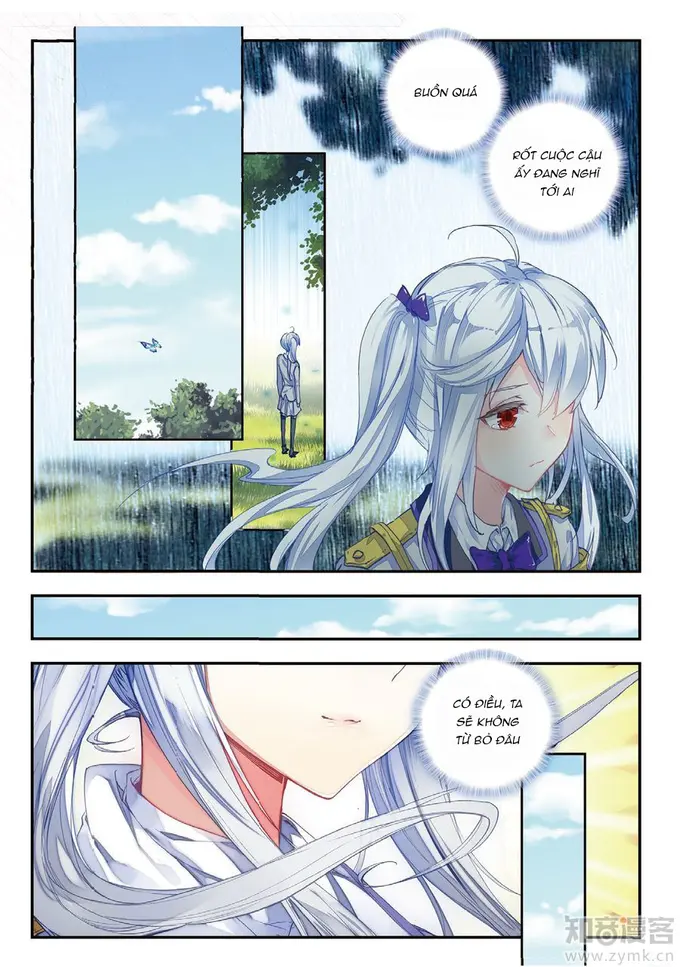 BUỒN QUÁ
RỐT CUỘC CẬU
ẤY ĐANG NGHĨ
TỚI AI
CÓ ĐIỀU, TA
SẼ KHÔNG
TỪ BỎ ĐÂU
知音漫客
www.zymk.cn